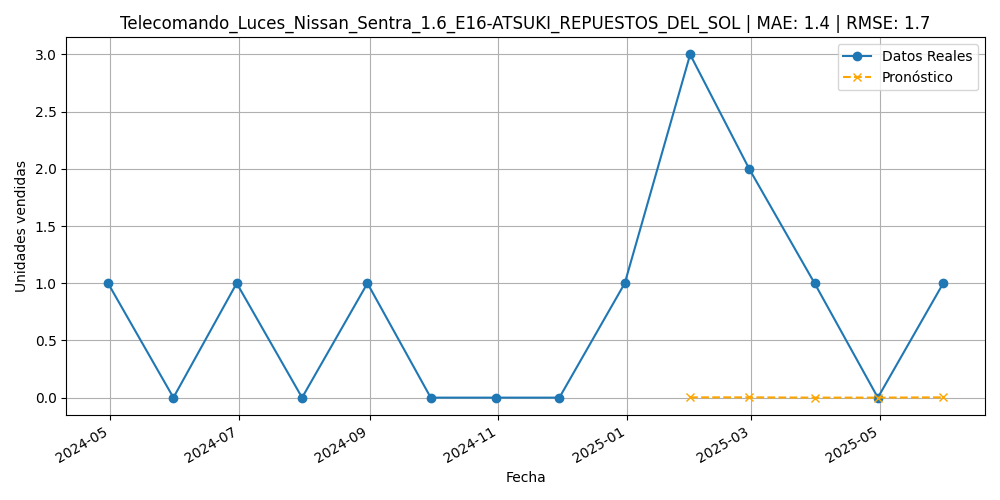 Telecomando_Luces_Nissan_Sentra_1.6_E16-ATSUKI_REPUESTOS_DEL_SOL | MAE: 1.4 | RMSE: 1.7
Datos Reales
Pronóstico
Unidades vendidas
3.0
2.5
2.0
1.5
1.0
0.5
0.0
2024-05
2024-07
2024-09
2024-11
2025-01
2025-03
2025-05
Fecha